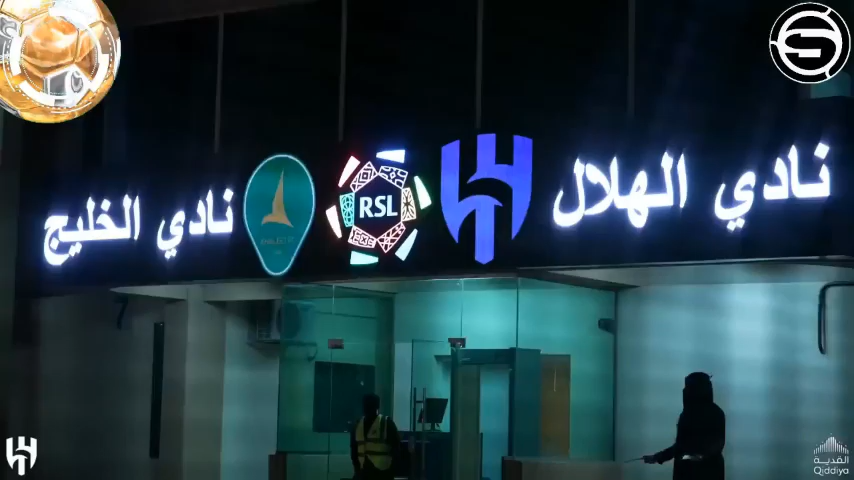 نادي الهلال
RSL
نادي الخليج
S
القدية
Qiddiya